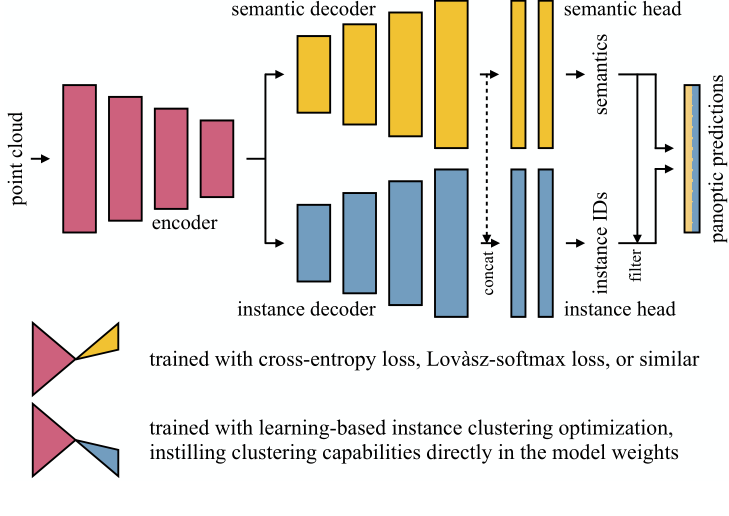 semantic decoder
semantic head
point cloud
encoder
semantics
panoptic predictions
instance IDs
concat
filter
instance decoder
instance head
trained with cross-entropy loss, Lovàsz-softmax loss, or similar
trained with learning-based instance clustering optimization,
instilling clustering capabilities directly in the model weights